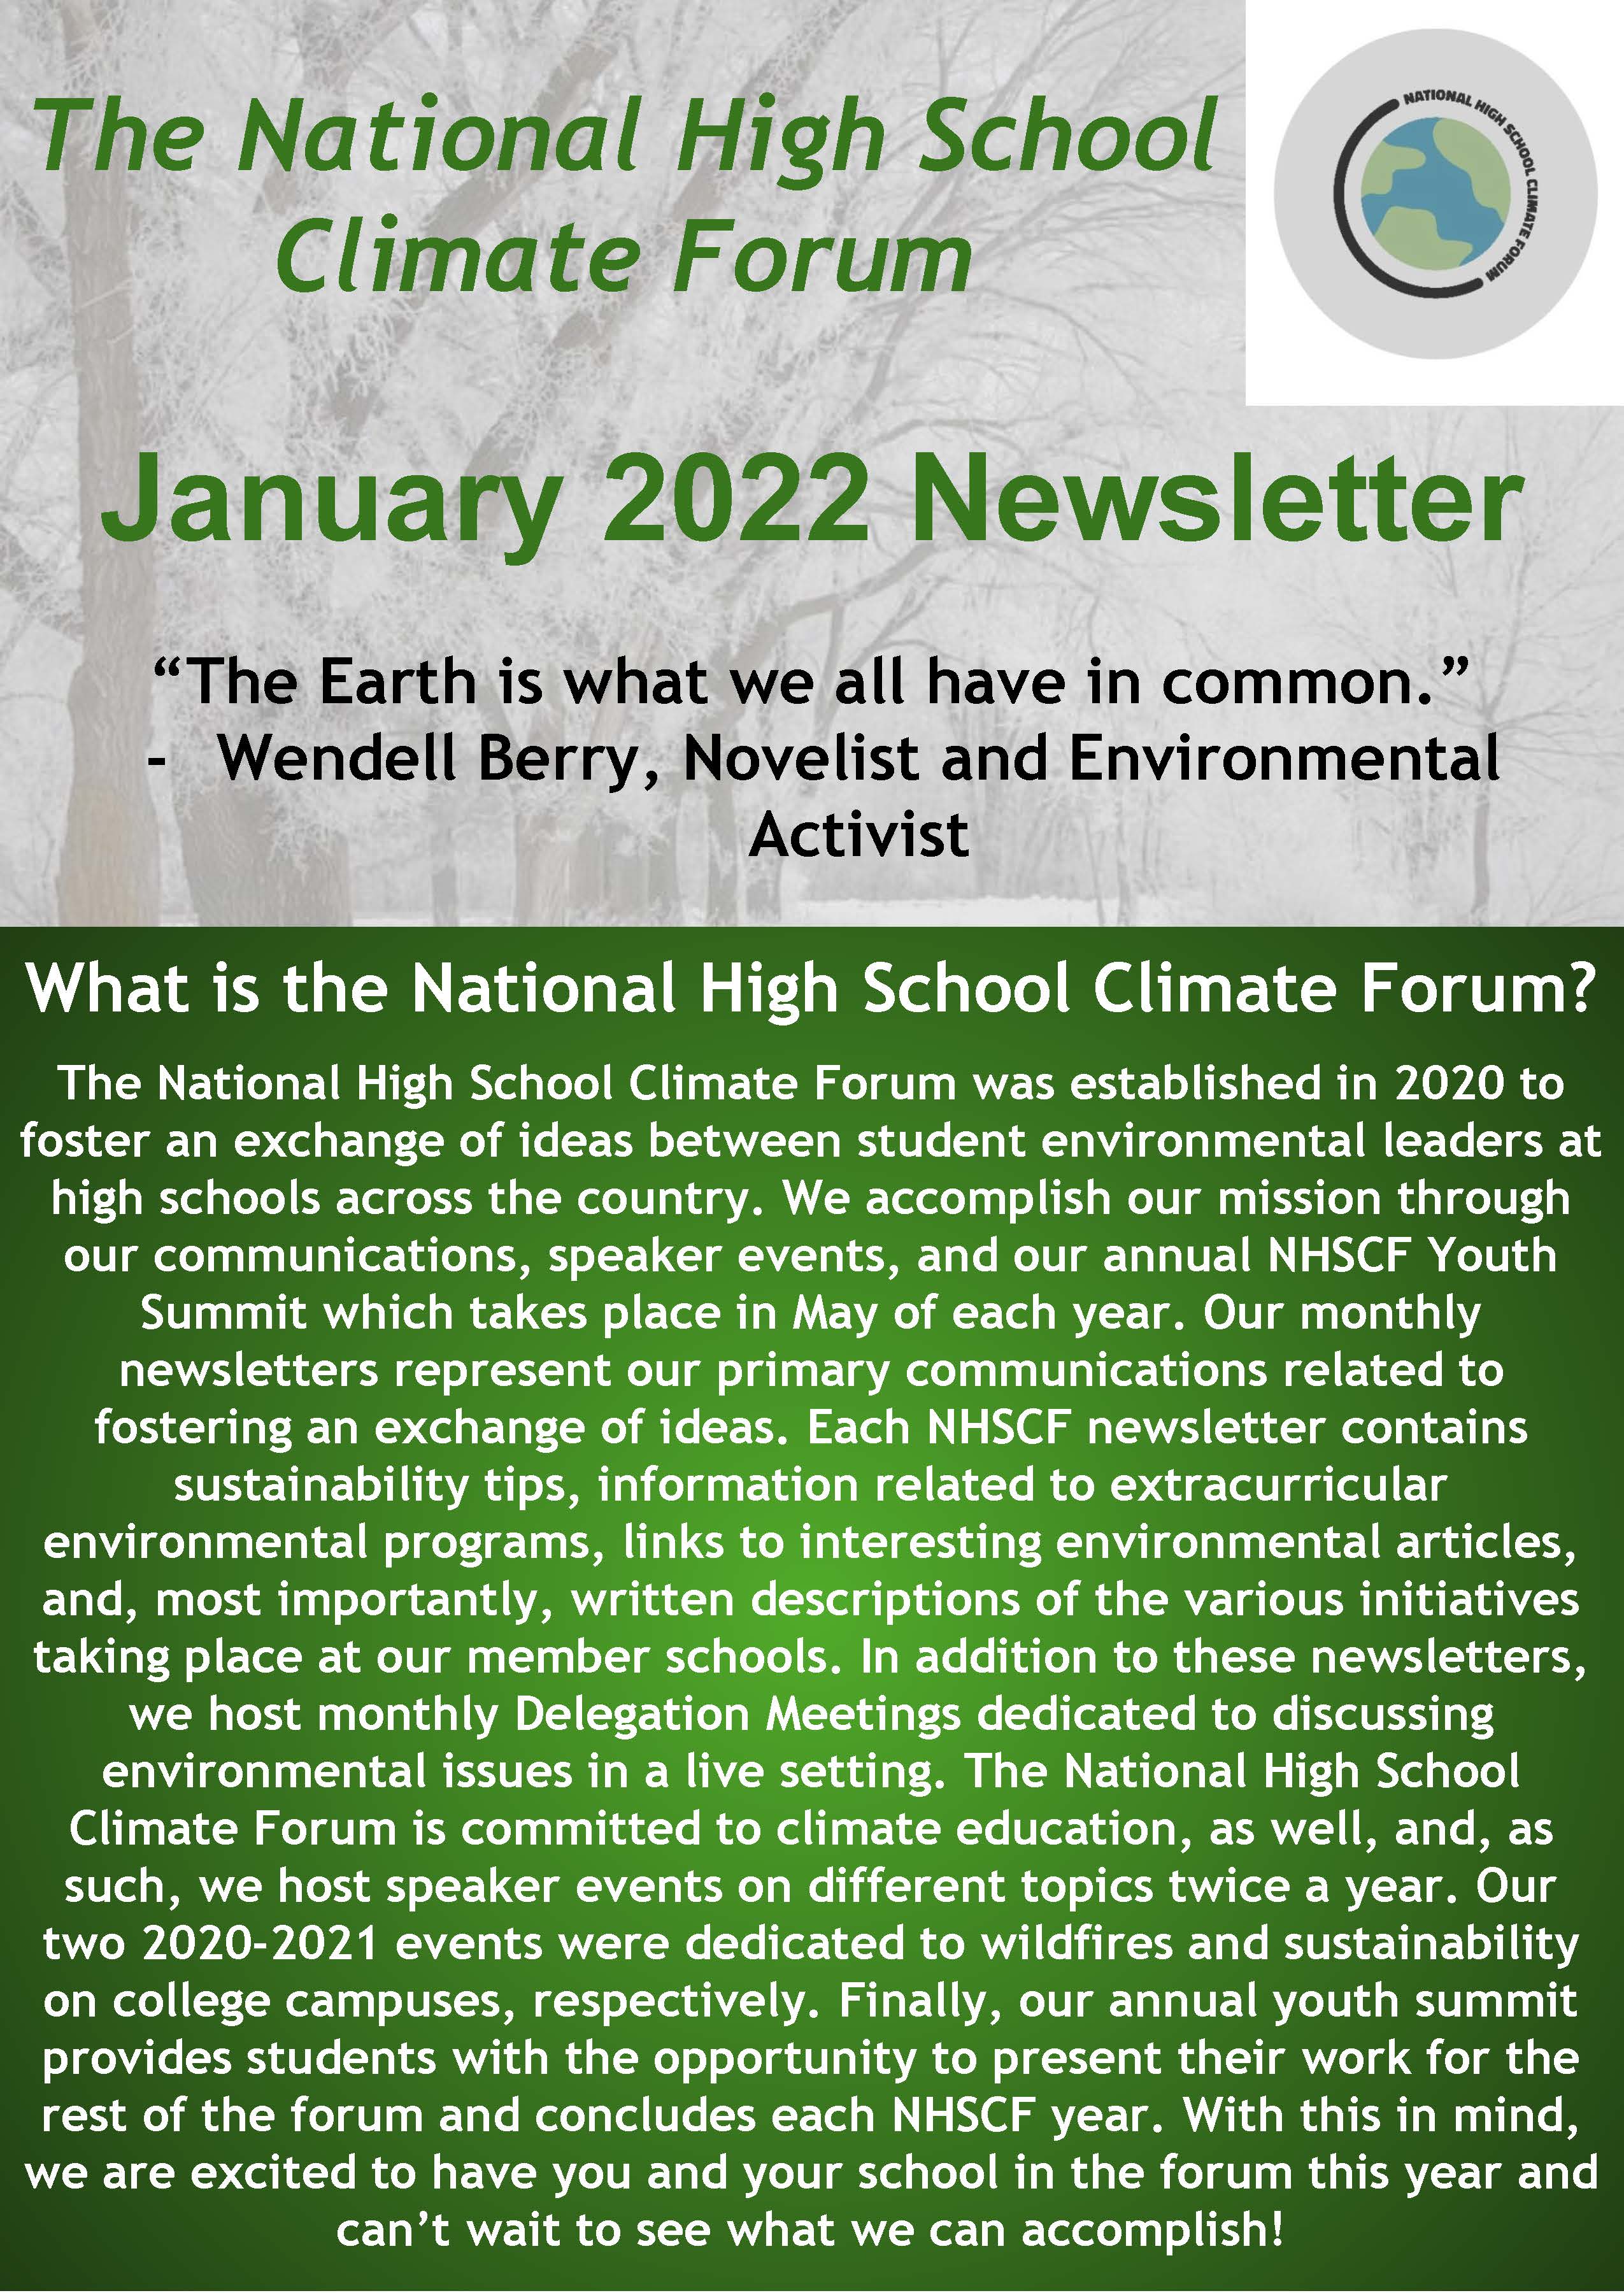 The National High School
Climate Forum
NATIONAL HIGH SCHOOL CLIMATE FORUM
January 2022 Newsletter
“The Earth is what we all have in common.”
- Wendell Berry, Novelist and Environmental
Activist
What is the National High School Climate Forum?
The National High School Climate Forum was established in 2020 to
foster an exchange of ideas between student environmental leaders at
high schools across the country. We accomplish our mission through
our communications, speaker events, and our annual NHSCF Youth
Summit which takes place in May of each year. Our monthly
newsletters represent our primary communications related to
fostering an exchange of ideas. Each NHSCF newsletter contains
sustainability tips, information related to extracurricular
environmental programs, links to interesting environmental articles,
and, most importantly, written descriptions of the various initiatives
taking place at our member schools. In addition to these newsletters,
we host monthly Delegation Meetings dedicated to discussing
environmental issues in a live setting. The National High School
Climate Forum is committed to climate education, as well, and, as
such, we host speaker events on different topics twice a year. Our
two 2020-2021 events were dedicated to wildfires and sustainability
on college campuses, respectively. Finally, our annual youth summit
provides students with the opportunity to present their work for the
rest of the forum and concludes each NHSCF year. With this in mind,
we are excited to have you and your school in the forum this year and
can’t wait to see what we can accomplish!